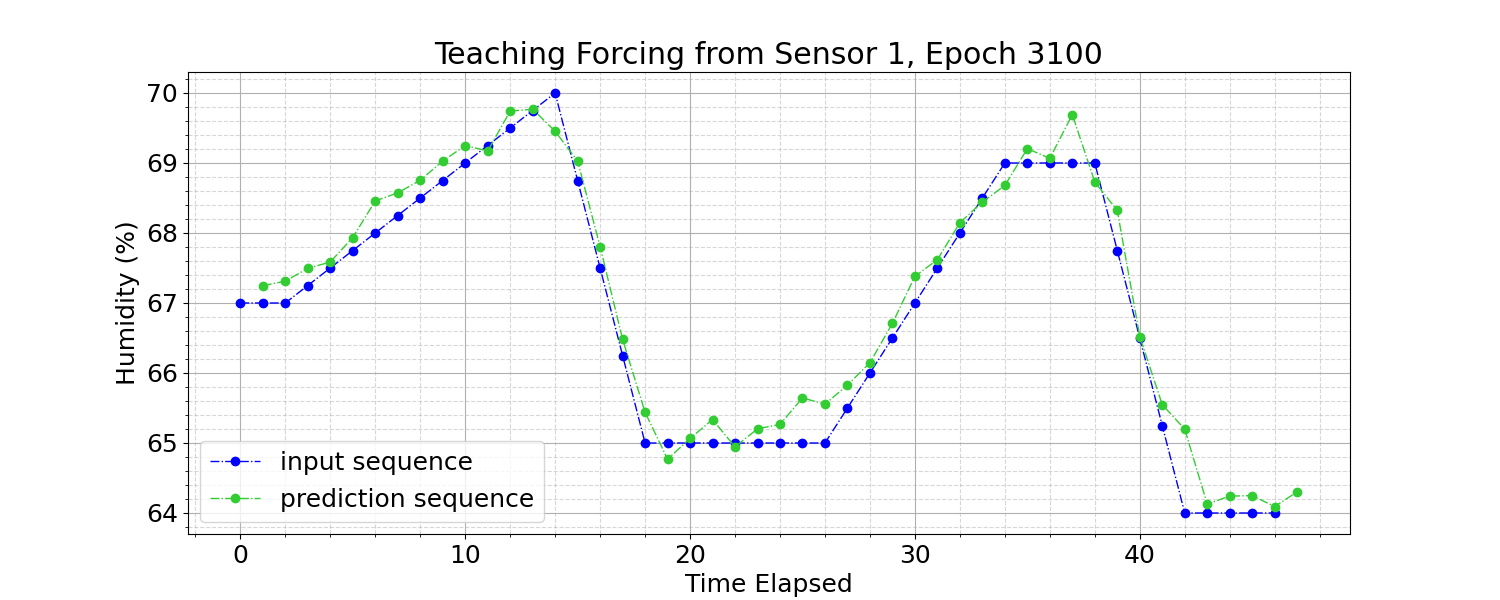 Teaching Forcing from Sensor 1, Epoch 3100
70
69
68
67
66
65
64
Humidity (%)
input sequence
prediction sequence
0 10 20 30 40
Time Elapsed